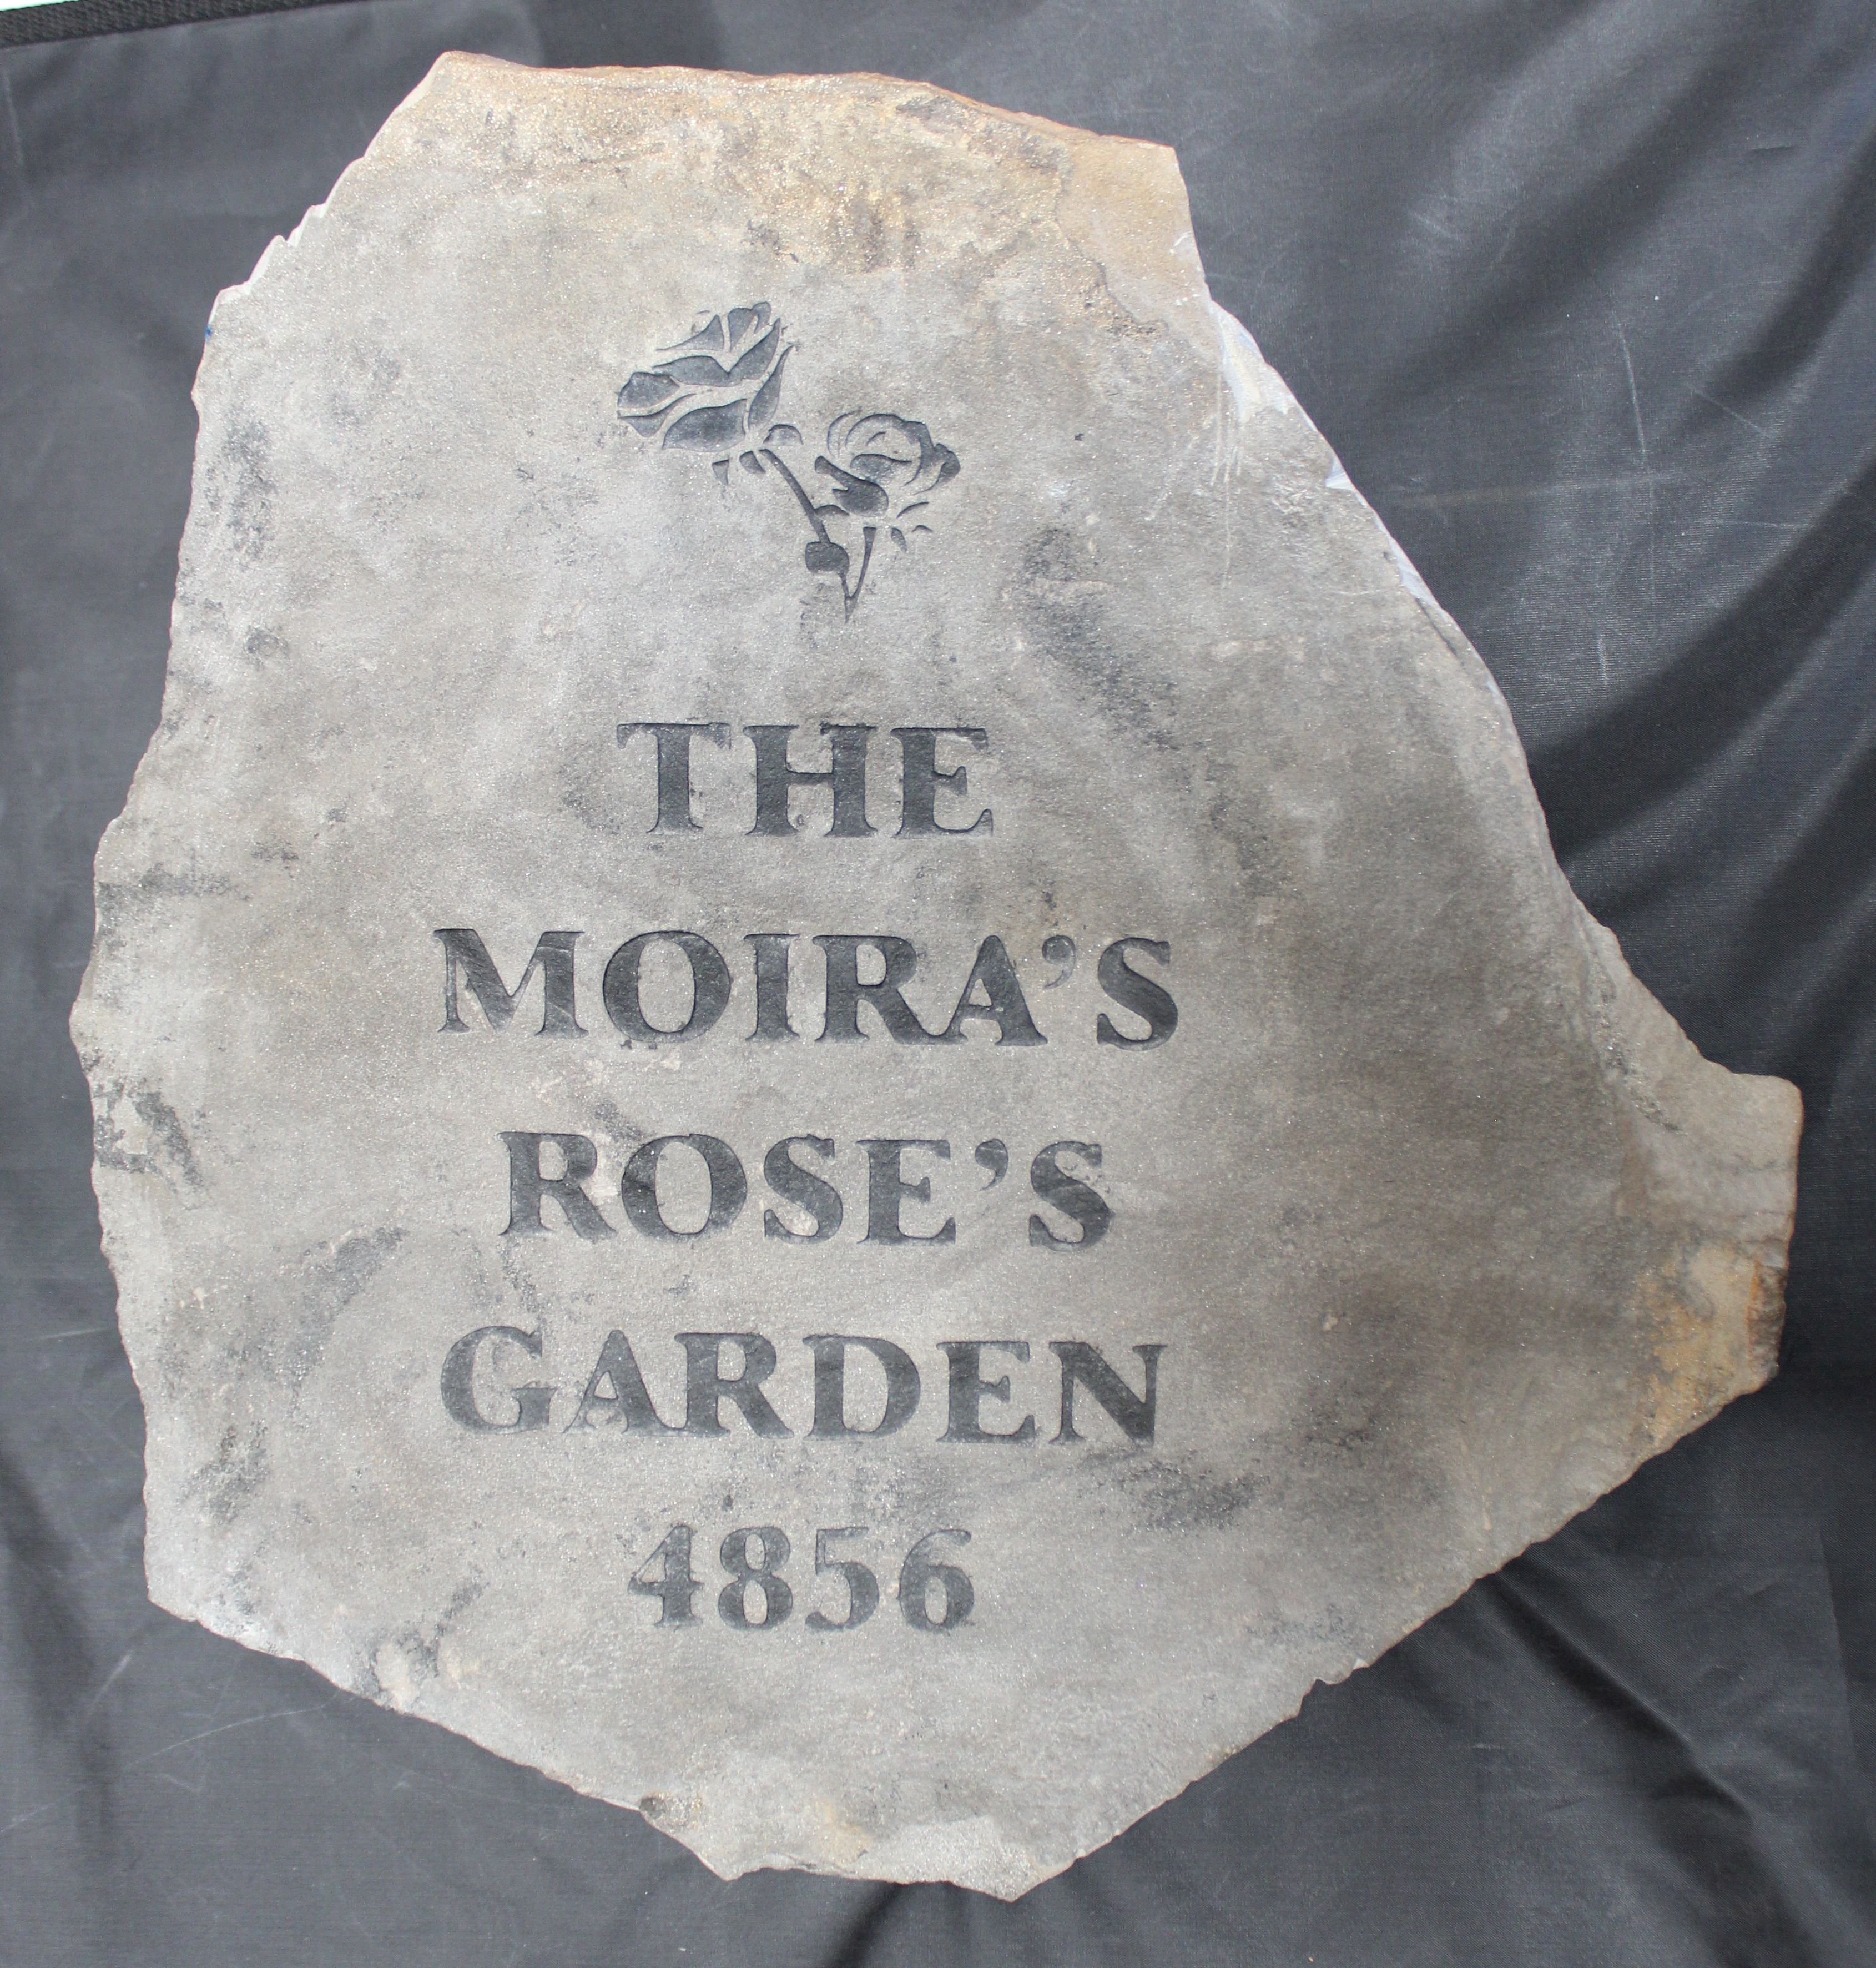 THE
MOIRA’S
ROSE’S
GARDEN
4856